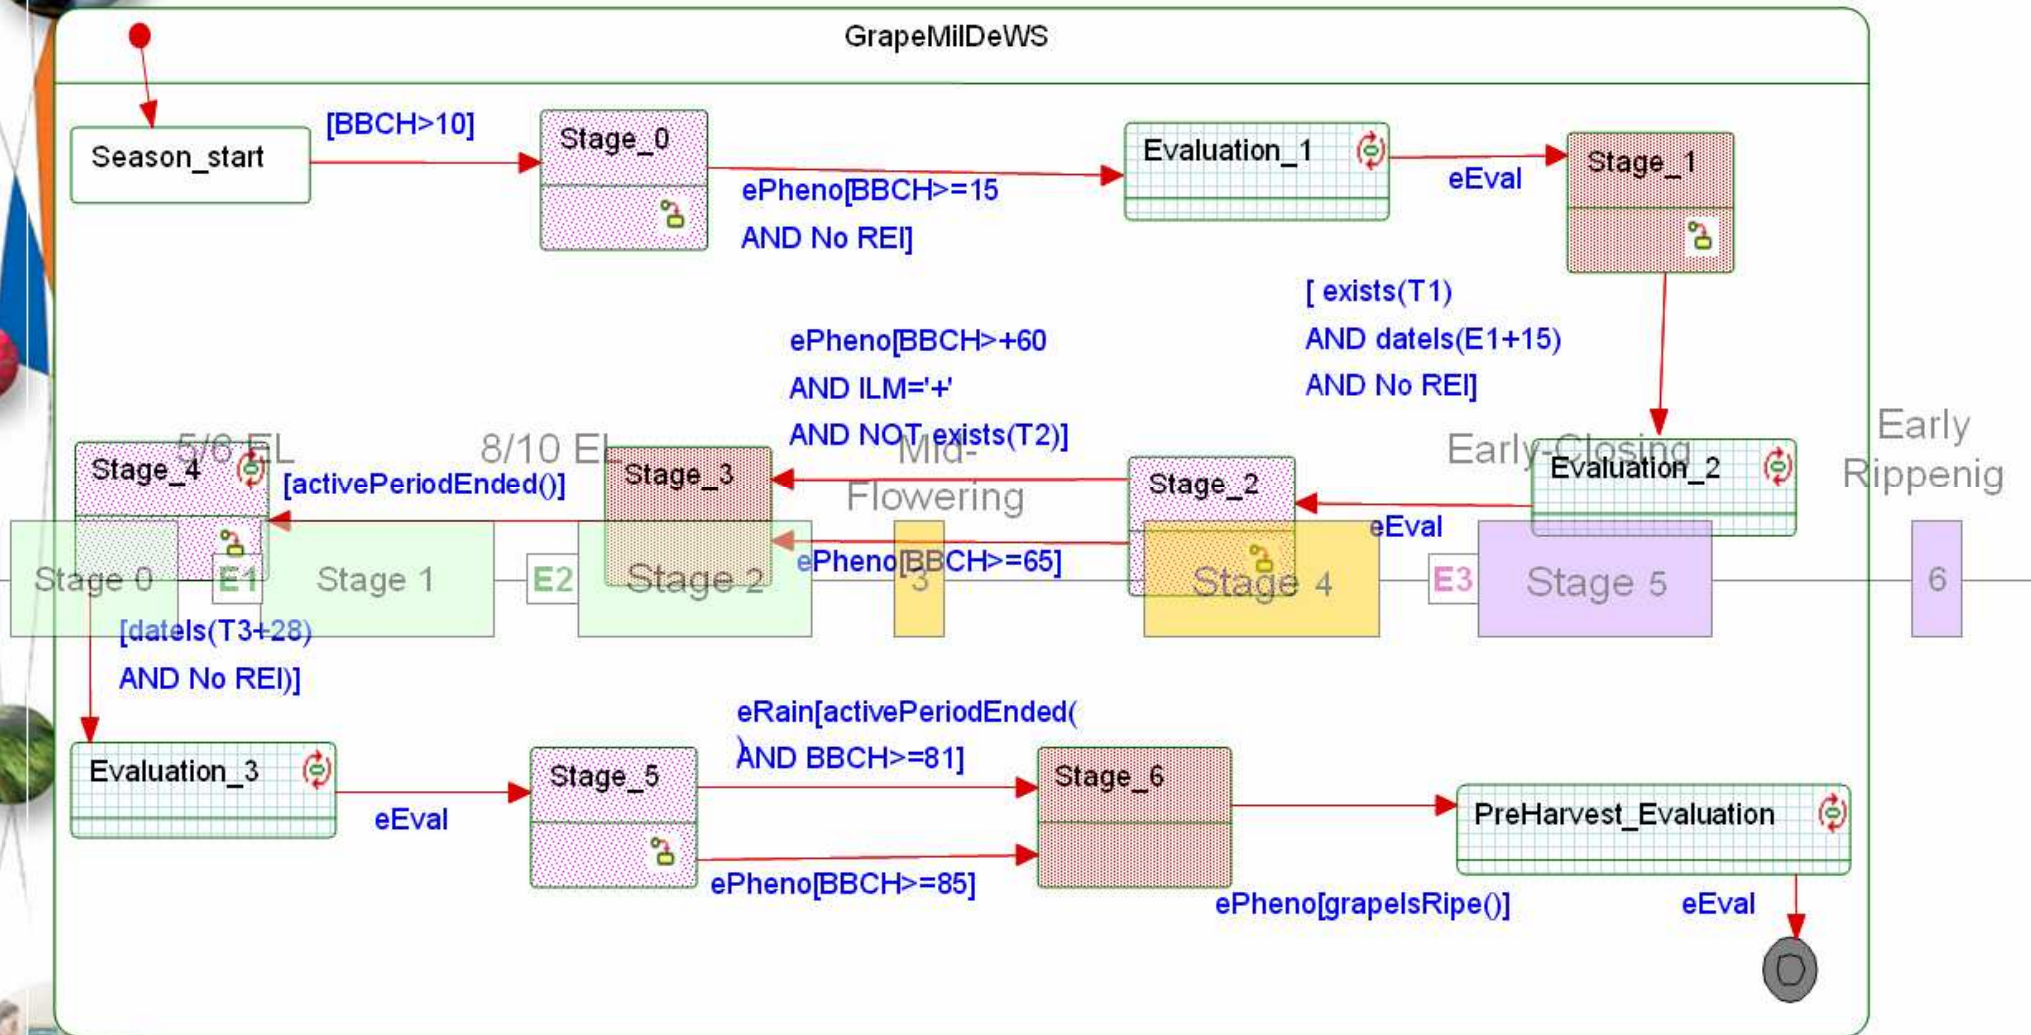 GrapeMilDeWS
Season_start
[BBCH>10]
Stage_0
ePheno[BBCH>=15
AND No REI]
Evaluation_1
eEval
Stage_1
[ exists(T1)
AND dateIs(E1+15)
AND No REI]
ePheno[BBCH>+60
AND ILM='+'
AND NOT exists(T2)]
5/6 EL
8/10 EL
Mid-
Flowering
Early-Closing
Early
Rippenig
Stage_4
[activePeriodEnded()]
Stage_3
Stage_2
eEval
Evaluation_2
ePheno[BBCH>=65]
Stage 0
E1
Stage 1
E2
Stage 2
3
Stage 4
E3
Stage 5
6
[dateIs(T3+28)
AND No REI)]
Evaluation_3
eEval
Stage_5
eRain[activePeriodEnded(
)
AND BBCH>=81]
ePheno[BBCH>=85]
Stage_6
ePheno[grapeIsRipe()]
PreHarvest_Evaluation
eEval